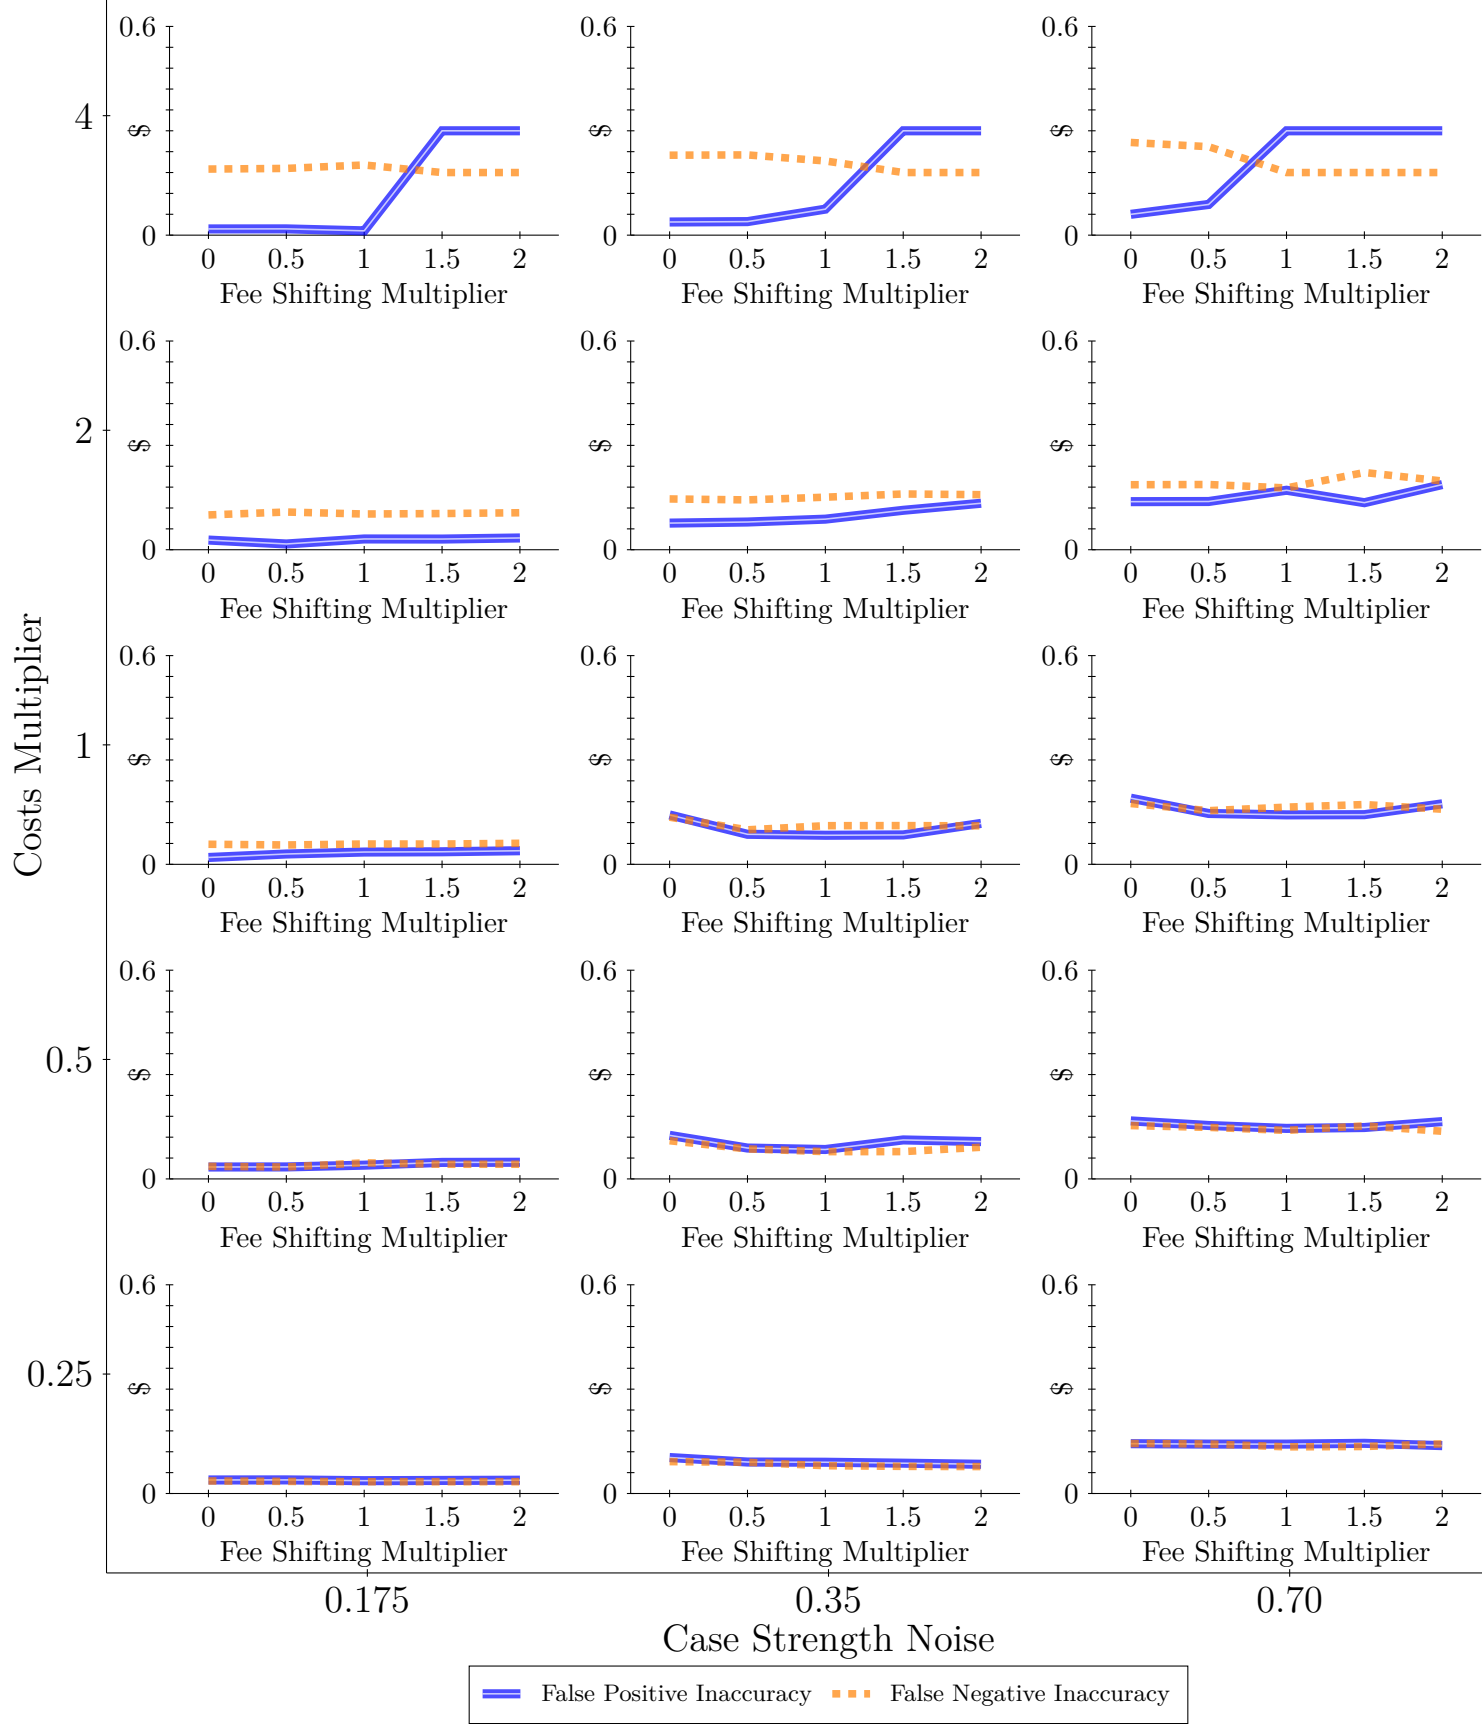 0.6
0.6
0.6
4
$
$
$
0
0
0
0 0.5 1 1.5 2
0 0.5 1 1.5 2
0 0.5 1 1.5 2
Fee Shifting Multiplier
Fee Shifting Multiplier
Fee Shifting Multiplier
0.6
0.6
0.6
2
$
$
$
0
0
0
0 0.5 1 1.5 2
0 0.5 1 1.5 2
0 0.5 1 1.5 2
Fee Shifting Multiplier
Fee Shifting Multiplier
Fee Shifting Multiplier
Costs Multiplier
0.6
0.6
0.6
1
$
$
$
0
0
0
0 0.5 1 1.5 2
0 0.5 1 1.5 2
0 0.5 1 1.5 2
Fee Shifting Multiplier
Fee Shifting Multiplier
Fee Shifting Multiplier
0.6
0.6
0.6
0.5
$
$
$
0
0
0
0 0.5 1 1.5 2
0 0.5 1 1.5 2
0 0.5 1 1.5 2
Fee Shifting Multiplier
Fee Shifting Multiplier
Fee Shifting Multiplier
0.6
0.6
0.6
0.25
$
$
$
0
0
0
0 0.5 1 1.5 2
0 0.5 1 1.5 2
0 0.5 1 1.5 2
Fee Shifting Multiplier
Fee Shifting Multiplier
Fee Shifting Multiplier
0.175
0.35
0.70
Case Strength Noise
False Positive Inaccuracy
False Negative Inaccuracy